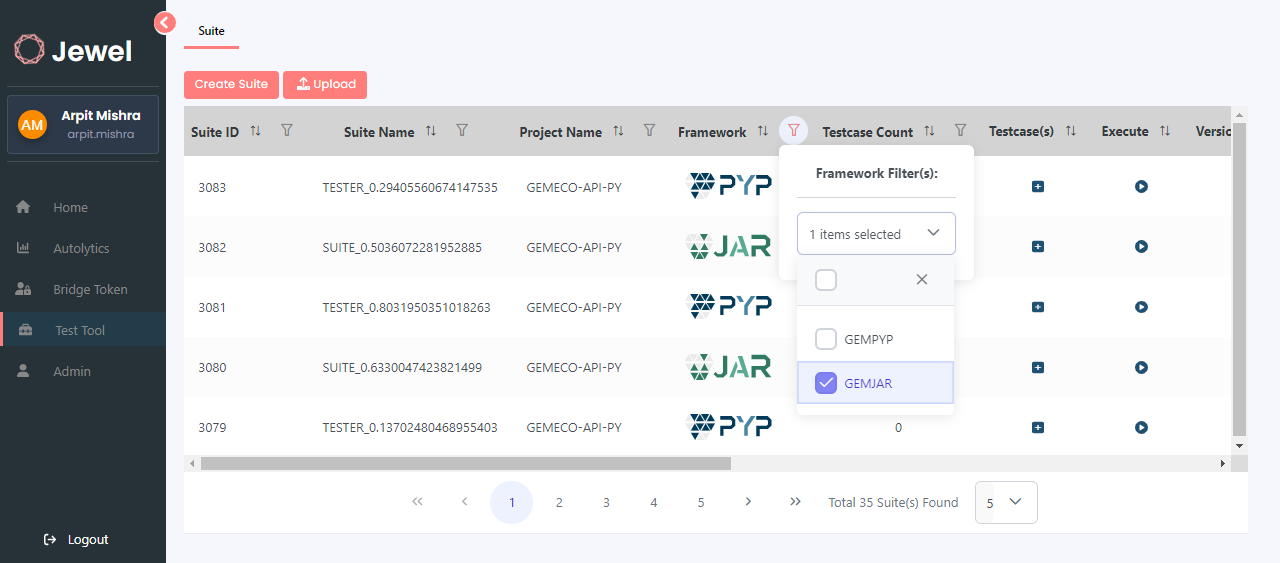 Jewel
AM
Arpit Mishra
arpit.mishra
Home
Autolytics
Bridge Token
Test Tool
Admin
Logout
Suite
Create Suite Upload
Suite ID Suite Name Project Name Framework Testcase Count Testcase(s) Execute Versio
3083 TESTER_0.29405560674147535 GEMECO-API-PY PYP
3082 SUITE_0.5036072281952885 GEMECO-API-PY JAR
3081 TESTER_0.8031950351018263 GEMECO-API-PY PYP
3080 SUITE_0.6330047423821499 GEMECO-API-PY JAR
3079 TESTER_0.13702480468955403 GEMECO-API-PY PYP 0
Framework Filter(s):
1 items selected
GEMPYP
GEMJAR
1 2 3 4 5 Total 35 Suite(s) Found 5